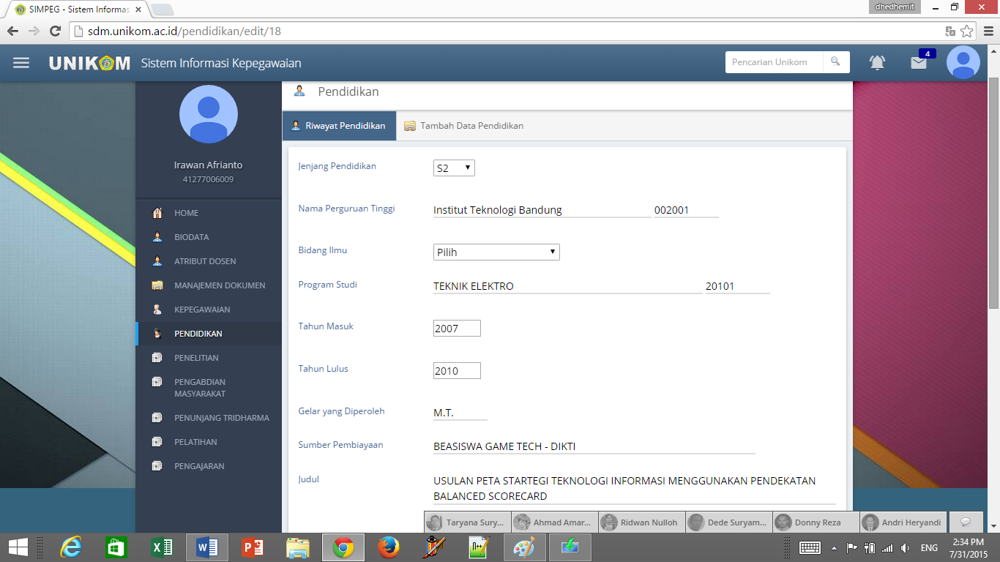 SIMPEG - Sistem Informas
dhedhemit
sdm.unikom.ac.id/pendidikan/edit/18
UNIKOM Sistem Informasi Kepegawaian
Pencarian Unikom
4
Pendidikan
Riwayat Pendidikan
Tambah Data Pendidikan
Irawan Afrianto
41277006009
HOME
BIODATA
ATRIBUT DOSEN
MANAJEMEN DOKUMEN
KEPEGAWAIAN
PENDIDIKAN
PENELITIAN
PENGABDIAN
MASYARAKAT
PENUNJANG TRIDHARMA
PELATIHAN
PENGAJARAN
Jenjang Pendidikan S2
Nama Perguruan Tinggi Institut Teknologi Bandung 002001
Bidang Ilmu Pilih
Program Studi TEKNIK ELEKTRO 20101
Tahun Masuk 2007
Tahun Lulus 2010
Gelar yang Diperoleh M.T.
Sumber Pembiayaan BEASISWA GAME TECH - DIKTI
Judul USULAN PETA STARTEGI TEKNOLOGI INFORMASI MENGGUNAKAN PENDEKATAN
BALANCED SCORECARD
Taryana Sury... Ahmad Amar... Ridwan Nulloh Dede Suryam... Donny Reza Andri Heryandi
ENG
2:34 PM
7/31/2015